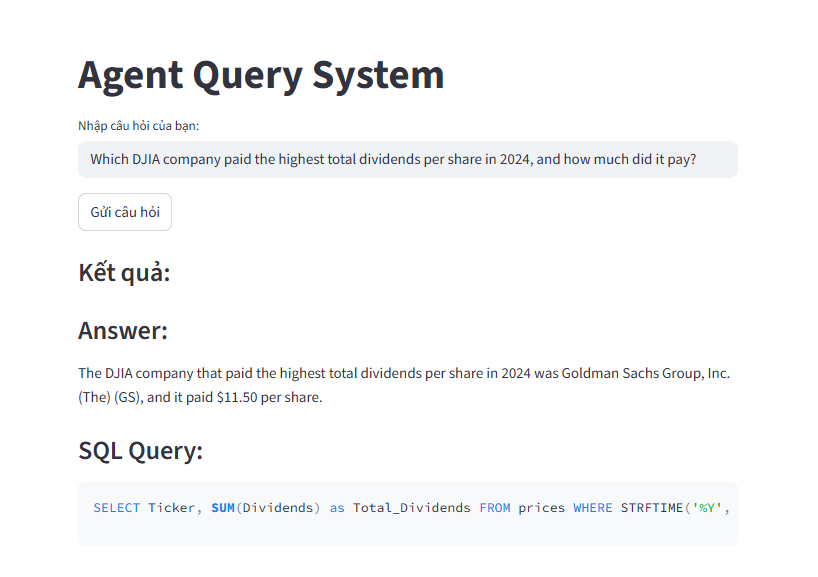 Agent Query System
Nhập câu hỏi của bạn:
Which DJIA company paid the highest total dividends per share in 2024, and how much did it pay?
Gửi câu hỏi
Kết quả:
Answer:
The DJIA company that paid the highest total dividends per share in 2024 was Goldman Sachs Group, Inc.
(The) (GS), and it paid $11.50 per share.
SQL Query:
SELECT Ticker, SUM(Dividends) as Total_Dividends FROM prices WHERE STRFTIME('%Y',